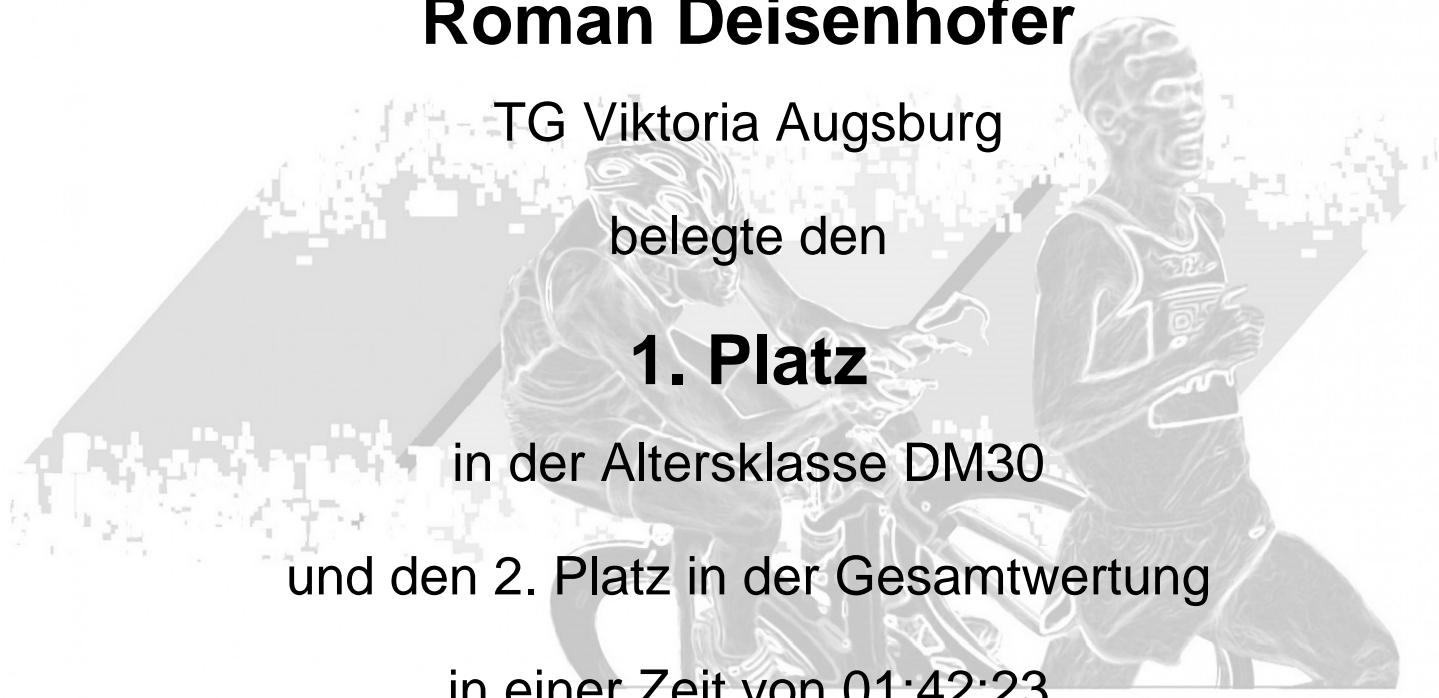 Roman Deisenhofer
TG Viktoria Augsburg
belegte den
1. Platz
in der Altersklasse DM30
und den 2. Platz in der Gesamtwertung
in einer Zeit von 01:42:23